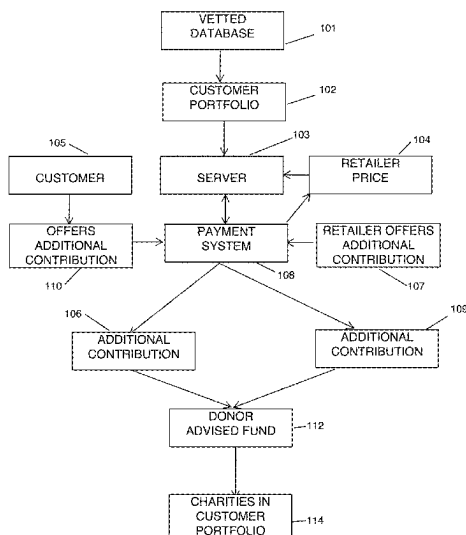 VETTED
DATABASE
101
CUSTOMER
PORTFOLIO
102
103
104
105
CUSTOMER
SERVER
RETAILER
PRICE
OFFERS
ADDITIONAL
CONTRIBUTION
110
PAYMENT
SYSTEM
108
RETAILER OFFERS
ADDITIONAL
CONTRIBUTION
107
106
109
ADDITIONAL
CONTRIBUTION
ADDITIONAL
CONTRIBUTION
DONOR
ADVISED FUND
112
CHARITIES IN
CUSTOMER
PORTFOLIO
114